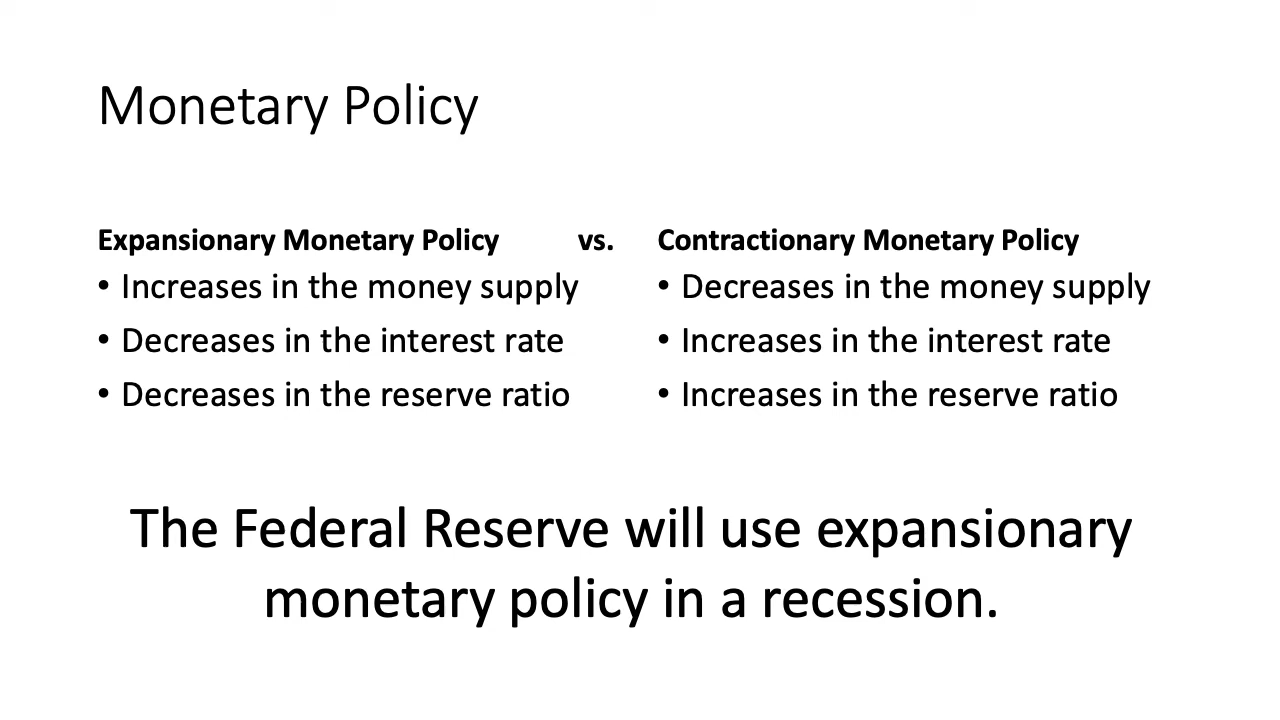 Monetary Policy
Expansionary Monetary Policy vs. Contractionary Monetary Policy
• Increases in the money supply
• Decreases in the interest rate
• Decreases in the reserve ratio
• Decreases in the money supply
• Increases in the interest rate
• Increases in the reserve ratio
The Federal Reserve will use expansionary
monetary policy in a recession.